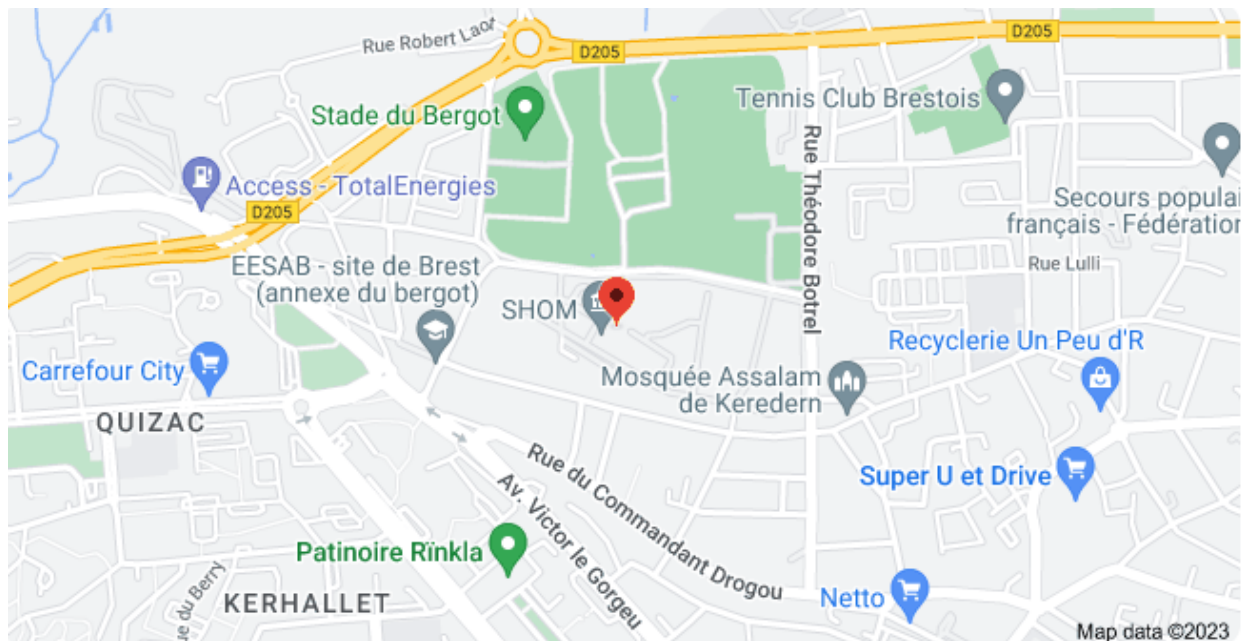 Rue Robert Laot
D205
D205
Stade du Bergot
Tennis Club Brestois
Rue Théodore Botrel
Access - TotalEnergies
D205
Secours populai
français - Fédération
EESAB - site de Brest
(annexe du bergot)
Rue Lulli
SHOM
Recyclerie Un Peu d'R
Carrefour City
Mosquée Assalam
de Keredern
QUIZAC
Rue du Commandant Drogou
Super U et Drive
Av. Victor le Gorgeu
Patinoire Rïnkla
ue du Berry
KERHALLET
Netto
Map data ©2023